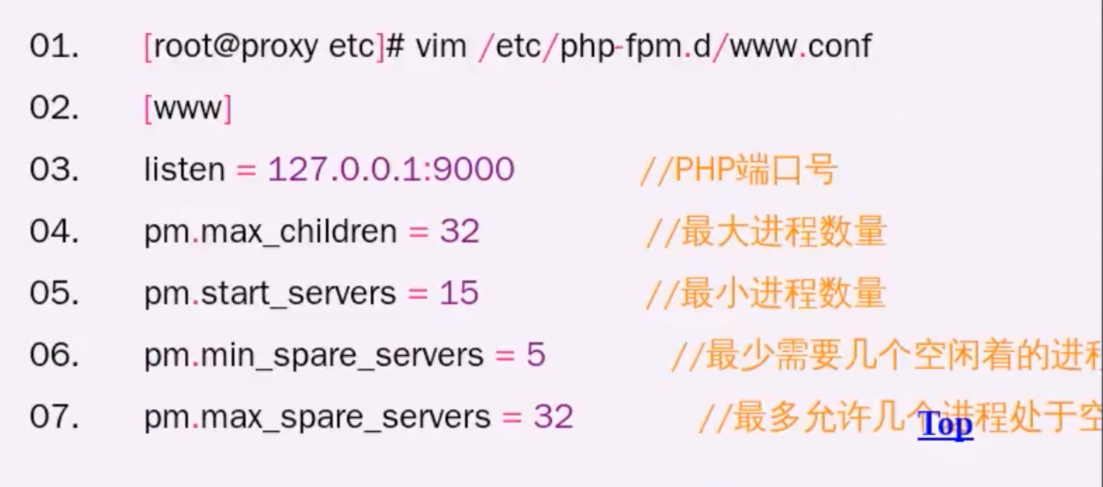 01. [root@proxy etc]# vim /etc/php-fpm.d/www.conf
02. [www]
03. listen = 127.0.0.1:9000 //PHP端口号
04. pm.max_children = 32 //最大进程数量
05. pm.start_servers = 15 //最小进程数量
06. pm.min_spare_servers = 5 //最少需要几个空闲着的进程
07. pm.max_spare_servers = 32 //最多允许几个进程处于空
Top